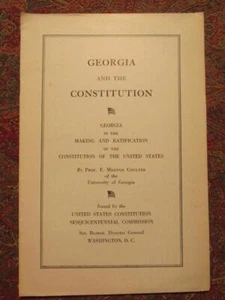 GEORGIA
AND THE
CONSTITUTION
GEORGIA
IN THE
MAKING AND RATIFICATION
OF THE
CONSTITUTION OF THE UNITED STATES
By Prof. E. Merton Coulter
of the
University of Georgia
Issued by the
UNITED STATES CONSTITUTION
SESQUICENTENNIAL COMMISSION
Sol Bloom, Director General
WASHINGTON, D. C.